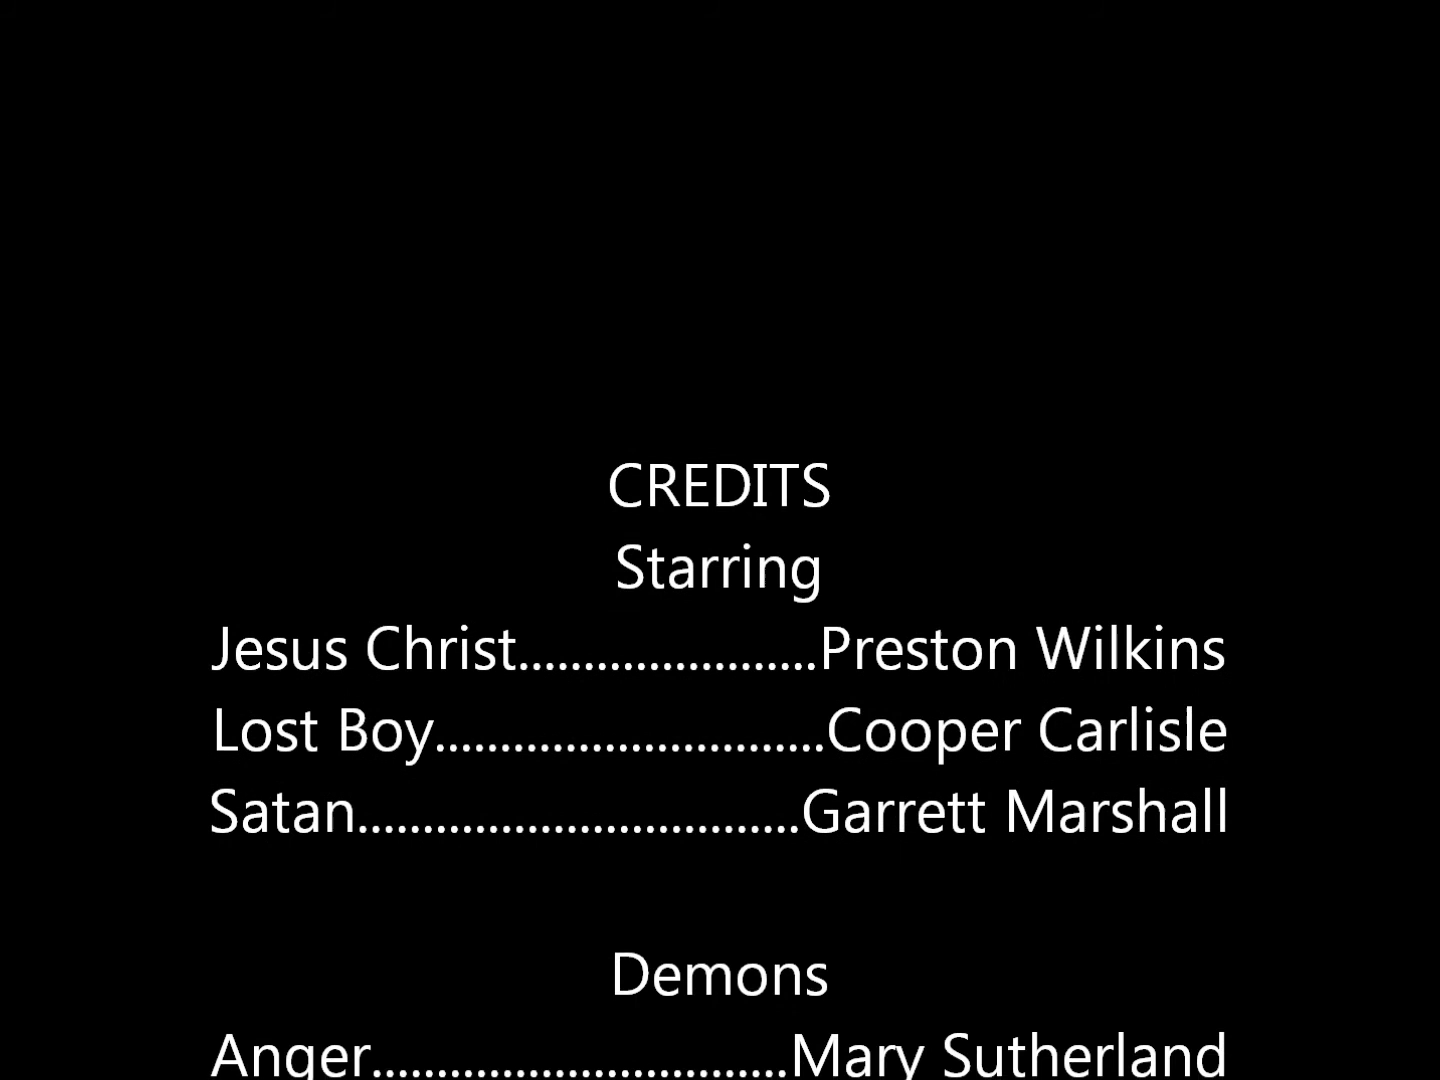 CREDITS
Starring
Jesus Christ.......................Preston Wilkins
Lost Boy..............................Cooper Carlisle
Satan..................................Garrett Marshall
Demons
Anger................................Mary Sutherland